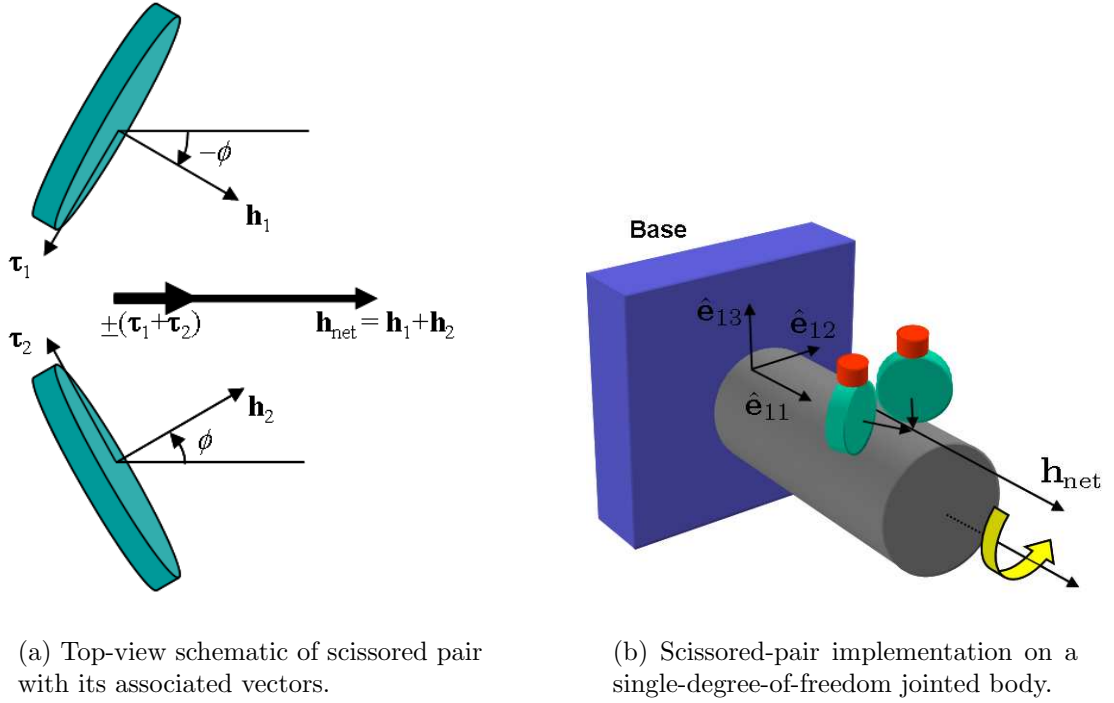 −ϕ
h₁
τ₁
±(τ₁+τ₂)
h_net = h₁+h₂
τ₂
h₂
ϕ
Base
ê₁₃
ê₁₂
ê₁₁
h_net
(a) Top-view schematic of scissored pair
with its associated vectors.
(b) Scissored-pair implementation on a
single-degree-of-freedom jointed body.